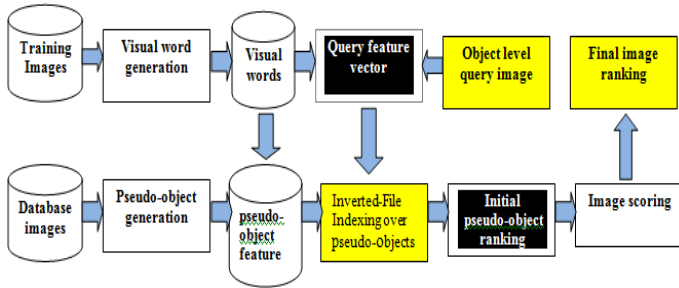 Training
Images
Visual word
generation
Visual
words
Query feature
vector
Object level
query image
Final image
ranking
Database
images
Pseudo-object
generation
pseudo-
object
feature
Inverted-File
Indexing over
pseudo-objects
Initial
pseudo-object
ranking
Image scoring